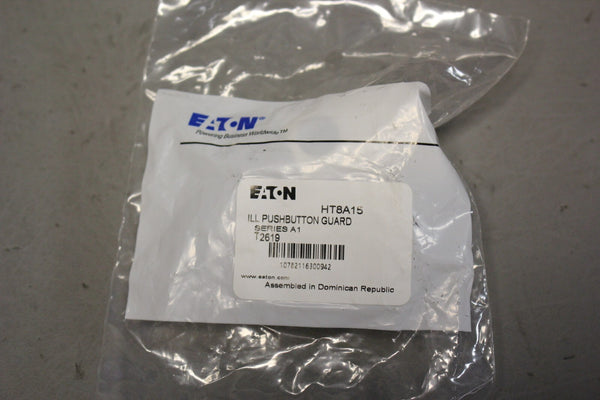 EATON®
Powering Business Worldwide™
EATON
HT8A15
ILL PUSHBUTTON GUARD
SERIES A1
T2619
10782116300942
www.eaton.com
Assembled in Dominican Republic